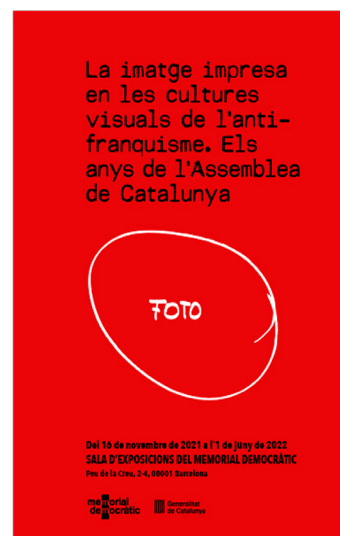 La imatge impresa
en les cultures
visuals de l'anti-
franquisme. Els
anys de l'Assemblea
de Catalunya
FOTO
Del 16 de novembre de 2021 a l'1 de juny de 2022
SALA D'EXPOSICIONS DEL MEMORIAL DEMOCRÀTIC
Peu de la Creu, 2-4, 08001 Barcelona
memorial
democràtic
Generalitat
de Catalunya